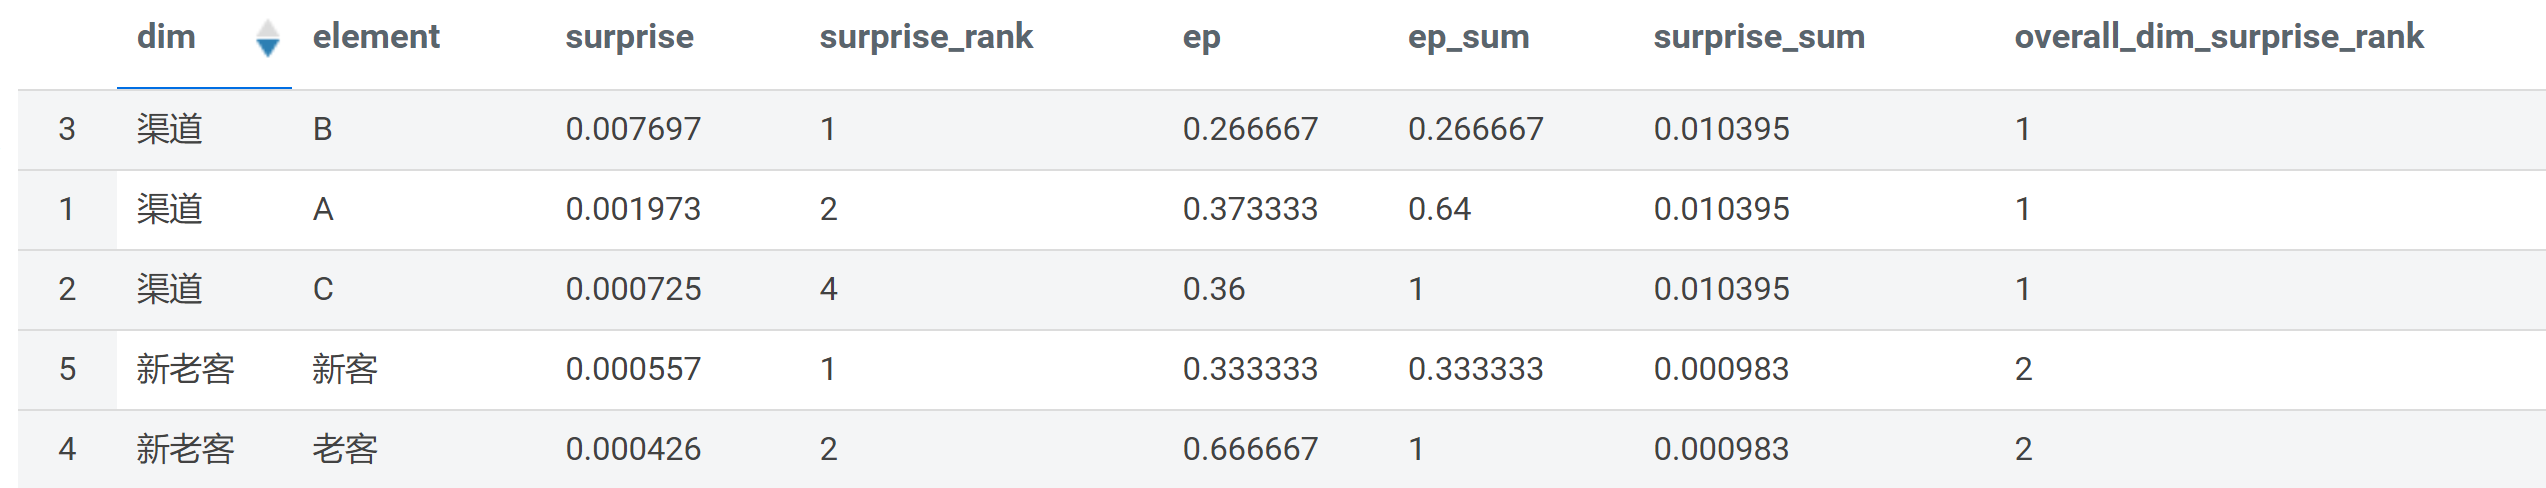 dim element surprise surprise_rank ep ep_sum surprise_sum overall_dim_surprise_rank
3 渠道 B 0.007697 1 0.266667 0.266667 0.010395 1
1 渠道 A 0.001973 2 0.373333 0.64 0.010395 1
2 渠道 C 0.000725 4 0.36 1 0.010395 1
5 新老客 新客 0.000557 1 0.333333 0.333333 0.000983 2
4 新老客 老客 0.000426 2 0.666667 1 0.000983 2